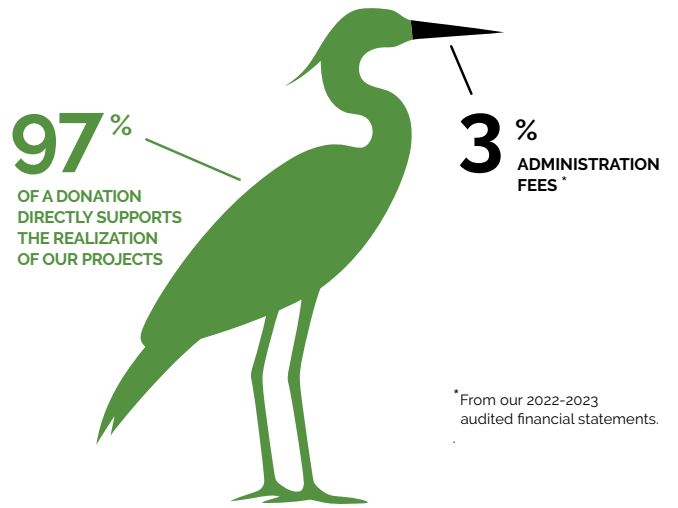 97%
OF A DONATION
DIRECTLY SUPPORTS
THE REALIZATION
OF OUR PROJECTS
3%
ADMINISTRATION
FEES *
*From our 2022-2023
audited financial statements.
.